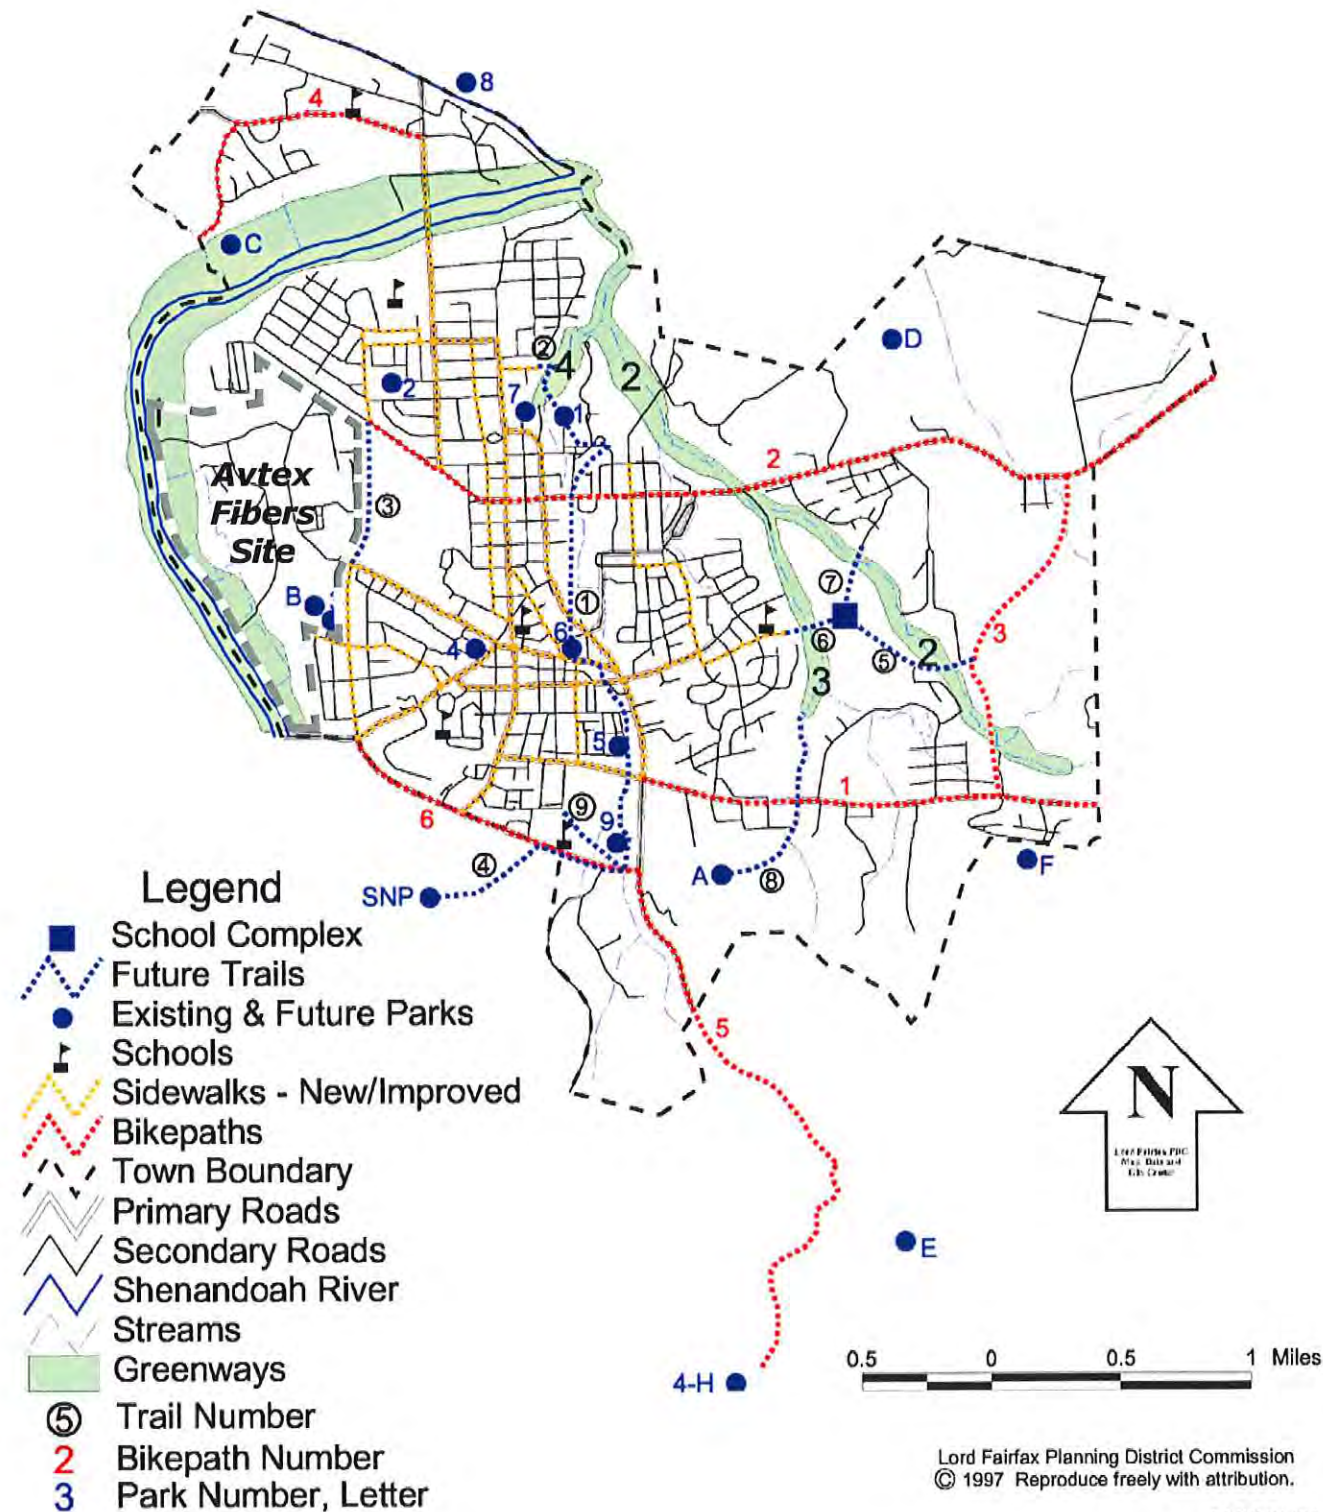 8
4
C
D
2
4
2
2
7
1
2
Avtex
Fibers
Site
3
B
1
7
3
6
4
6
5
2
3
5
1
6
9
9
4
A
8
F
SNP
Legend
School Complex
Future Trails
Existing & Future Parks
Schools
Sidewalks - New/Improved
Bikepaths
Town Boundary
Primary Roads
Secondary Roads
Shenandoah River
Streams
Greenways
5 Trail Number
2 Bikepath Number
3 Park Number, Letter
5
N
Lord Fairfax PDC
E
4-H
0.5 0 0.5 1 Miles
Lord Fairfax Planning District Commission
© 1997 Reproduce freely with attribution.